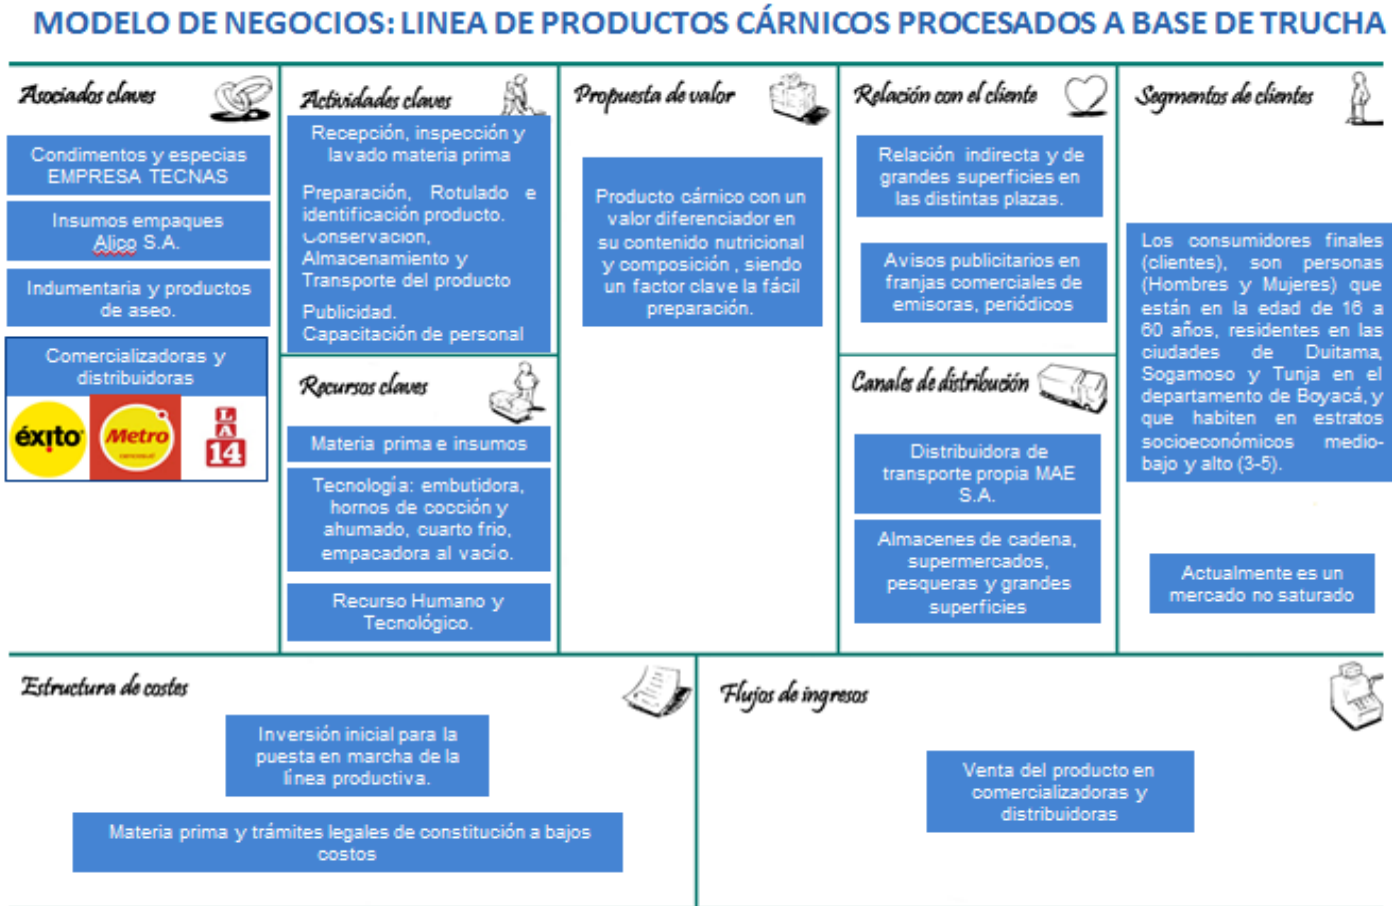 MODELO DE NEGOCIOS: LINEA DE PRODUCTOS CÁRNICOS PROCESADOS A BASE DE TRUCHA
Asociados claves
Condimentos y especias
EMPRESA TECNAS
Insumos empaques
Alico S.A.
Indumentaria y productos
de aseo.
Comercializadoras y
distribuidoras
éxito
Metro
cencosud
LA
14
Actividades claves
Recepción, inspección y
lavado materia prima
Preparación, Rotulado e
identificación producto.
Conservación,
Almacenamiento y
Transporte del producto
Publicidad.
Capacitación de personal
Recursos claves
Materia prima e insumos
Tecnología: embutidora,
hornos de cocción y
ahumado, cuarto frio,
empacadora al vacío.
Recurso Humano y
Tecnológico.
Propuesta de valor
Producto cárnico con un
valor diferenciador en
su contenido nutricional
y composición , siendo
un factor clave la fácil
preparación.
Relación con el cliente
Relación indirecta y de
grandes superficies en
las distintas plazas.
Avisos publicitarios en
franjas comerciales de
emisoras, periódicos
Canales de distribución
Distribuidora de
transporte propia MAE
S.A.
Almacenes de cadena,
supermercados,
pesqueras y grandes
superficies
Segmentos de clientes
Los consumidores finales
(clientes), son personas
(Hombres y Mujeres) que
están en la edad de 16 a
60 años, residentes en las
ciudades de Duitama,
Sogamoso y Tunja en el
departamento de Boyacá, y
que habiten en estratos
socioeconómicos medio-
bajo y alto (3-5).
Actualmente es un
mercado no saturado
Estructura de costes
Inversión inicial para la
puesta en marcha de la
línea productiva.
Materia prima y trámites legales de constitución a bajos
costos
Flujos de ingresos
Venta del producto en
comercializadoras y
distribuidoras